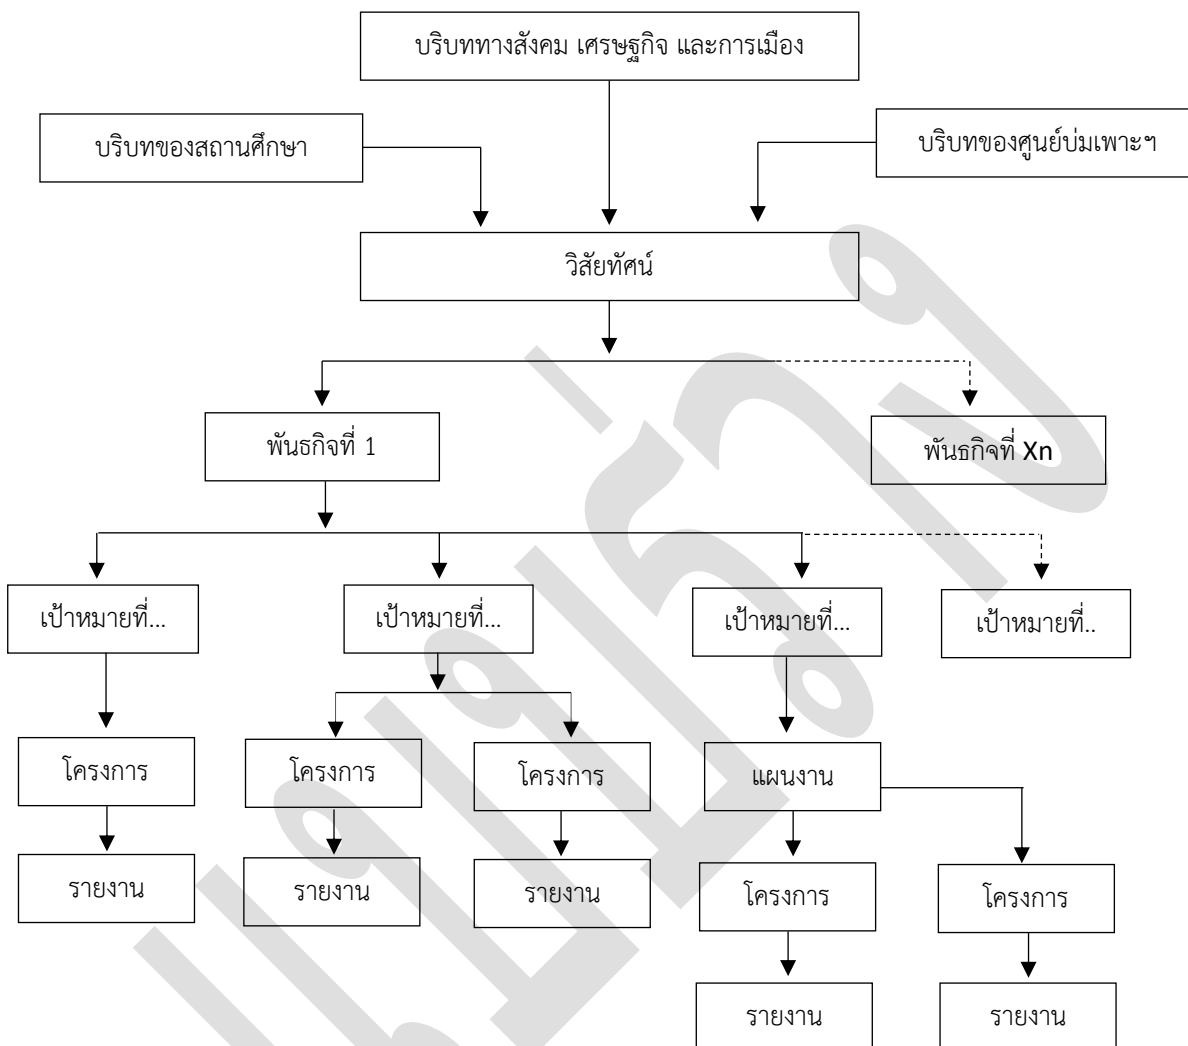 บริบททางสังคม เศรษฐกิจ และการเมือง
บริบทของสถานศึกษา
บริบทของศูนย์บ่มเพาะฯ
วิสัยทัศน์
พันธกิจที่ 1
พันธกิจที่ Xn
เป้าหมายที่...
เป้าหมายที่...
เป้าหมายที่...
เป้าหมายที่..
โครงการ
โครงการ
โครงการ
แผนงาน
รายงาน
รายงาน
รายงาน
โครงการ
โครงการ
รายงาน
รายงาน